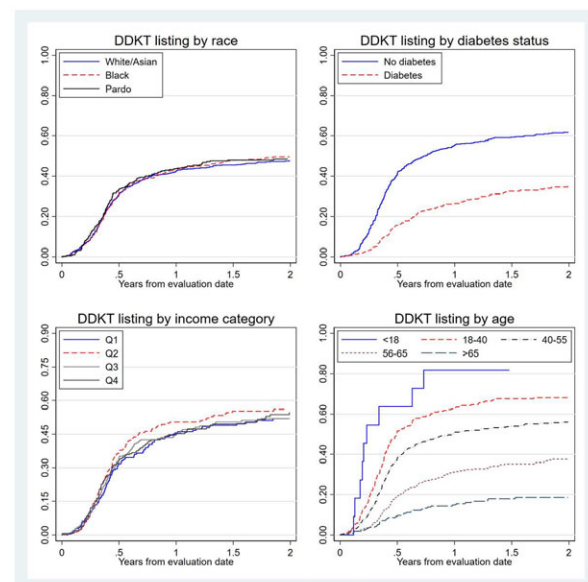 DDKT listing by race
White/Asian
Black
Pardo
1.00
0.80
0.60
0.40
0.20
0.00
0 .5 1 1.5 2
Years from evaluation date
DDKT listing by diabetes status
No diabetes
Diabetes
1.00
0.80
0.60
0.40
0.20
0.00
0 .5 1 1.5 2
Years from evaluation date
DDKT listing by income category
Q1
Q2
Q3
Q4
0.90
0.75
0.60
0.45
0.30
0.15
0.00
0 .5 1 1.5 2
Years from evaluation date
DDKT listing by age
<18 18-40 40-55
56-65 >65
1.00
0.80
0.60
0.40
0.20
0.00
0 .5 1 1.5 2
Years from evaluation date